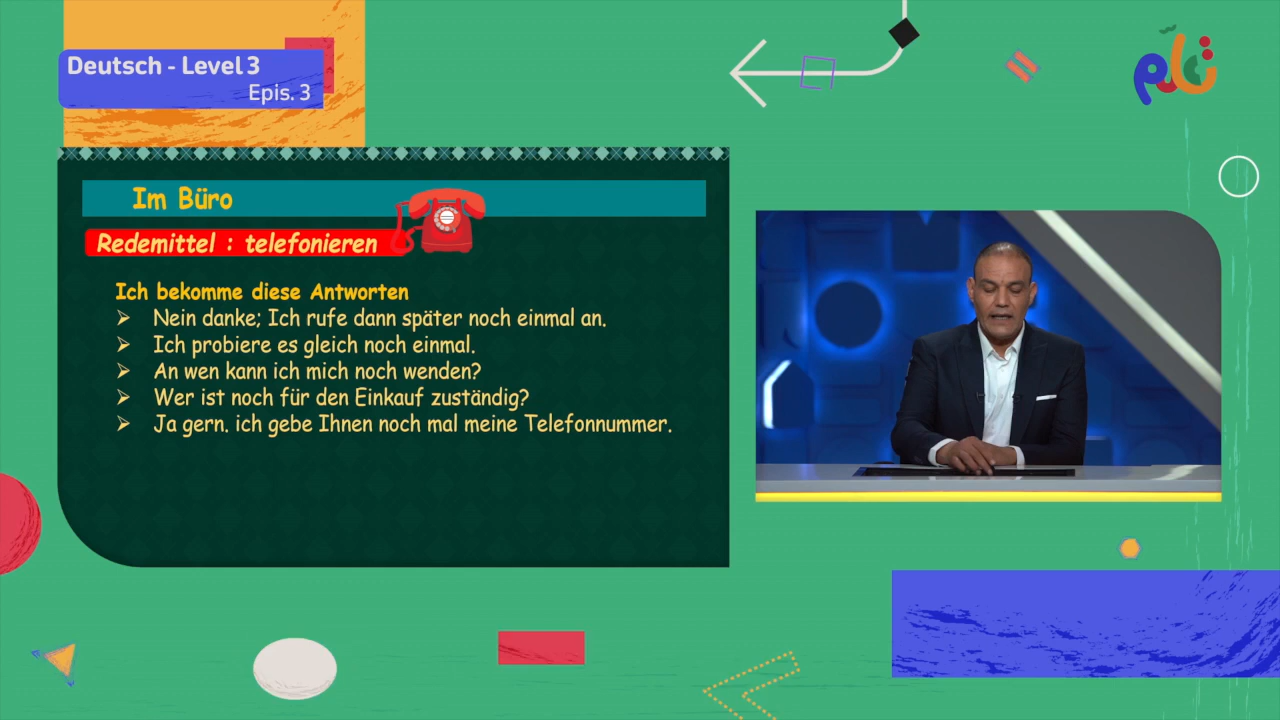 Deutsch - Level 3
Epis. 3
تعلم
Im Büro
Redemittel : telefonieren
Ich bekomme diese Antworten
➢ Nein danke; Ich rufe dann später noch einmal an.
➢ Ich probiere es gleich noch einmal.
➢ An wen kann ich mich noch wenden?
➢ Wer ist noch für den Einkauf zuständig?
➢ Ja gern. ich gebe Ihnen noch mal meine Telefonnummer.